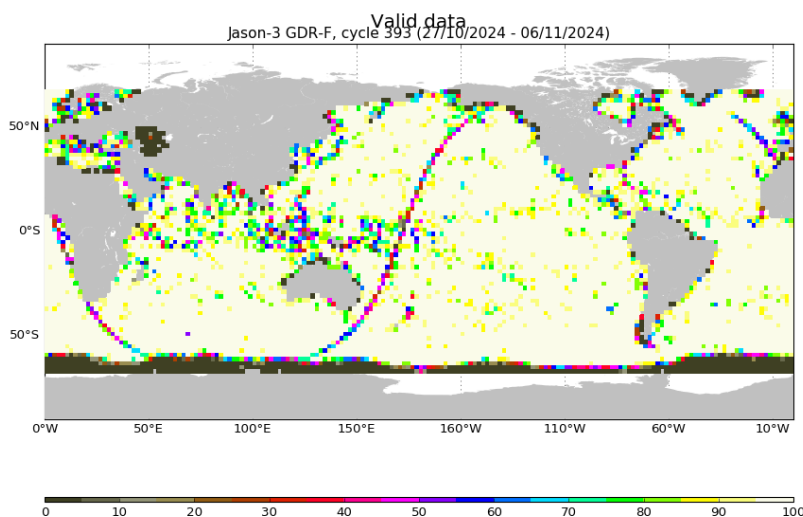 Valid data
Jason-3 GDR-F, cycle 393 (27/10/2024 - 06/11/2024)
50°N
0°S
50°S
0°W 50°E 100°E 150°E 160°W 110°W 60°W 10°W
0 10 20 30 40 50 60 70 80 90 100